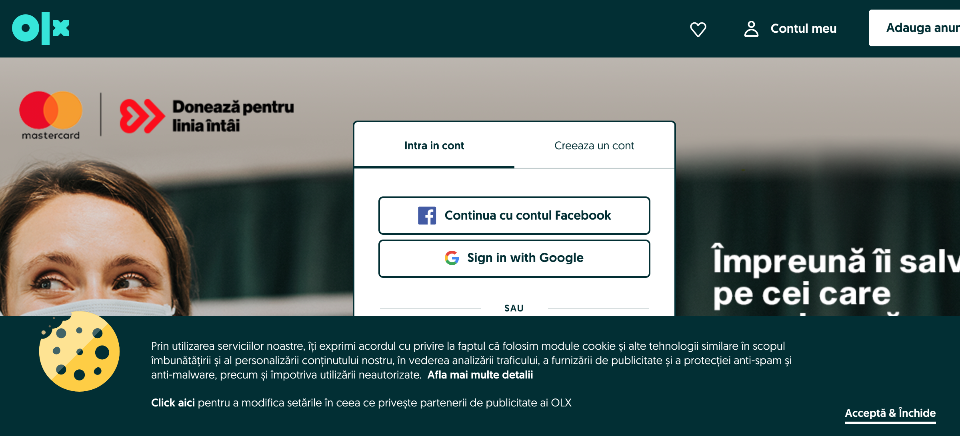 olx
Contul meu
Adauga anun
mastercard
Donează pentru
linia întâi
Intra in cont
Creeaza un cont
Continua cu contul Facebook
Sign in with Google
SAU
Împreună îi salv
pe cei care
Prin utilizarea serviciilor noastre, îți exprimi acordul cu privire la faptul că folosim module cookie și alte tehnologii similare în scopul
îmbunătățirii și al personalizării conținutului nostru, în vederea analizării traficului, a furnizării de publicitate și a protecției anti-spam și
anti-malware, precum și împotriva utilizării neautorizate. Afla mai multe detalii
Click aici pentru a modifica setările în ceea ce privește partenerii de publicitate ai OLX
Acceptă & Închide